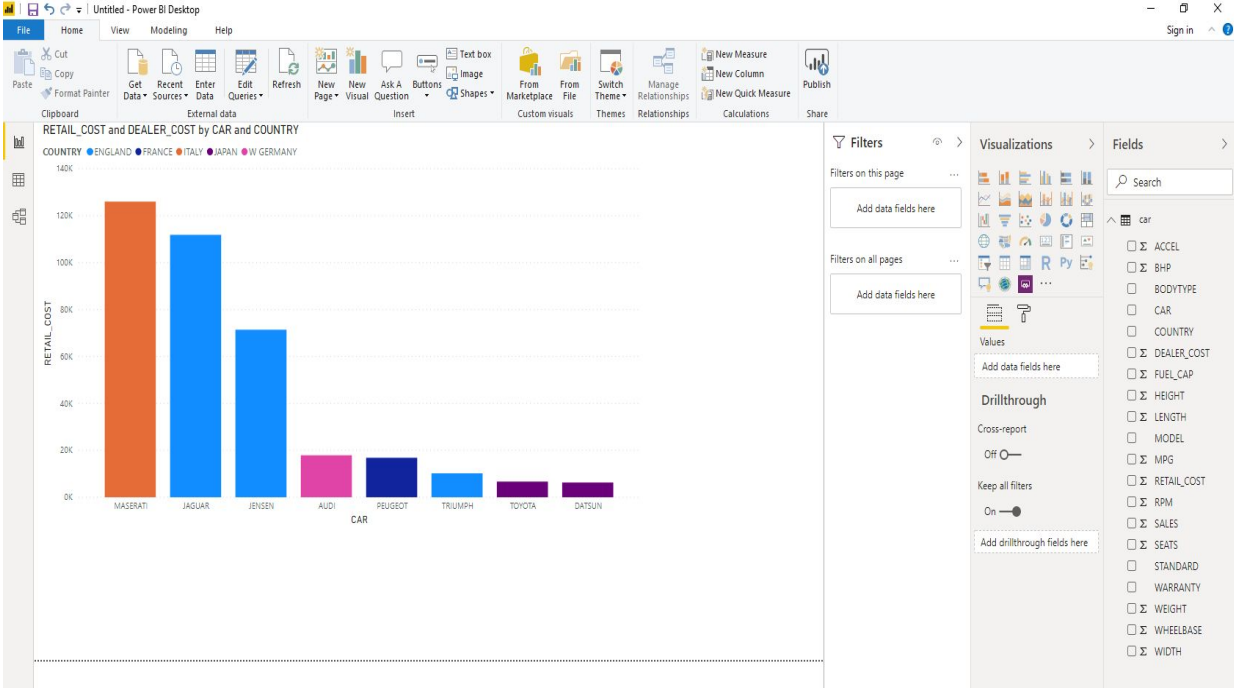 Untitled - Power BI Desktop
File Home View Modeling Help Sign in
Paste
Cut
Copy
Format Painter
Clipboard
Get Data
Recent Sources
Enter Data
Edit Queries
Refresh
External data
New Page
New Visual
Ask A Question
Buttons
Text box
Image
Shapes
Insert
From Marketplace
From File
Custom visuals
Switch Theme
Themes
Manage Relationships
Relationships
New Measure
New Column
New Quick Measure
Calculations
Publish
Share
RETAIL_COST and DEALER_COST by CAR and COUNTRY
COUNTRY ENGLAND FRANCE ITALY JAPAN W GERMANY
140K
120K
100K
80K
60K
40K
20K
0K
RETAIL_COST
MASERATI JAGUAR JENSEN AUDI PEUGEOT TRIUMPH TOYOTA DATSUN
CAR
Filters
Filters on this page ...
Add data fields here
Filters on all pages ...
Add data fields here
Visualizations
R Py
...
Values
Add data fields here
Drillthrough
Cross-report
Off
Keep all filters
On
Add drillthrough fields here
Fields
Search
car
Σ ACCEL
Σ BHP
BODYTYPE
CAR
COUNTRY
Σ DEALER_COST
Σ FUEL_CAP
Σ HEIGHT
Σ LENGTH
MODEL
Σ MPG
Σ RETAIL_COST
Σ RPM
Σ SALES
Σ SEATS
STANDARD
WARRANTY
Σ WEIGHT
Σ WHEELBASE
Σ WIDTH